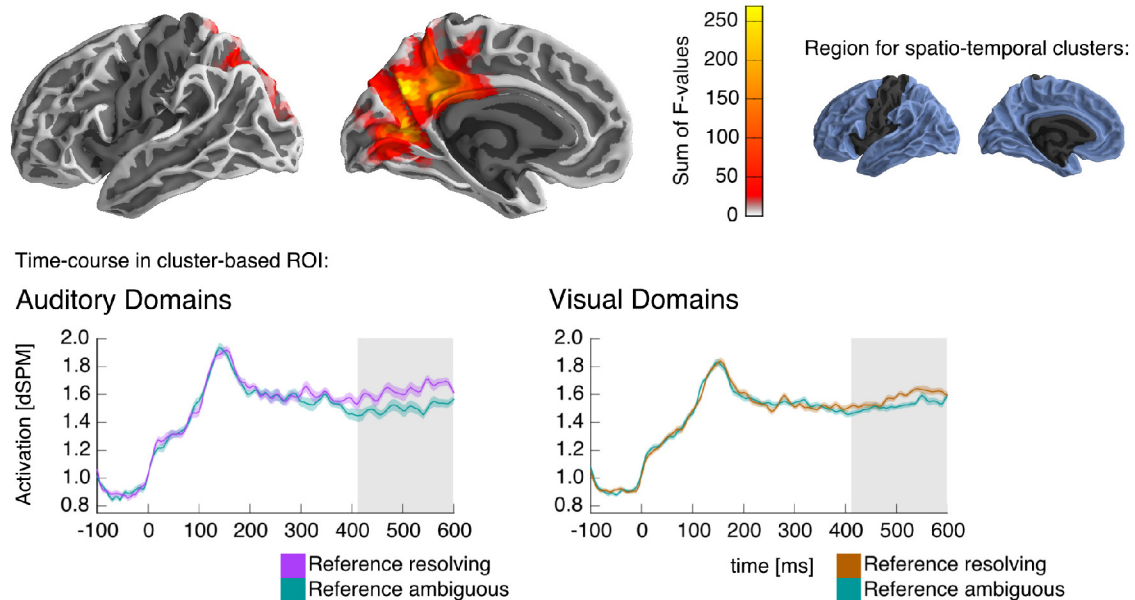 Region for spatio-temporal clusters:
Sum of F-values
250
200
150
100
50
0
Time-course in cluster-based ROI:
Auditory Domains
Activation [dSPM]
2.0
1.8
1.6
1.4
1.2
1.0
0.8
-100 0 100 200 300 400 500 600
Reference resolving
Reference ambiguous
Visual Domains
2.0
1.8
1.6
1.4
1.2
1.0
0.8
-100 0 100 200 300 400 500 600
time [ms]
Reference resolving
Reference ambiguous